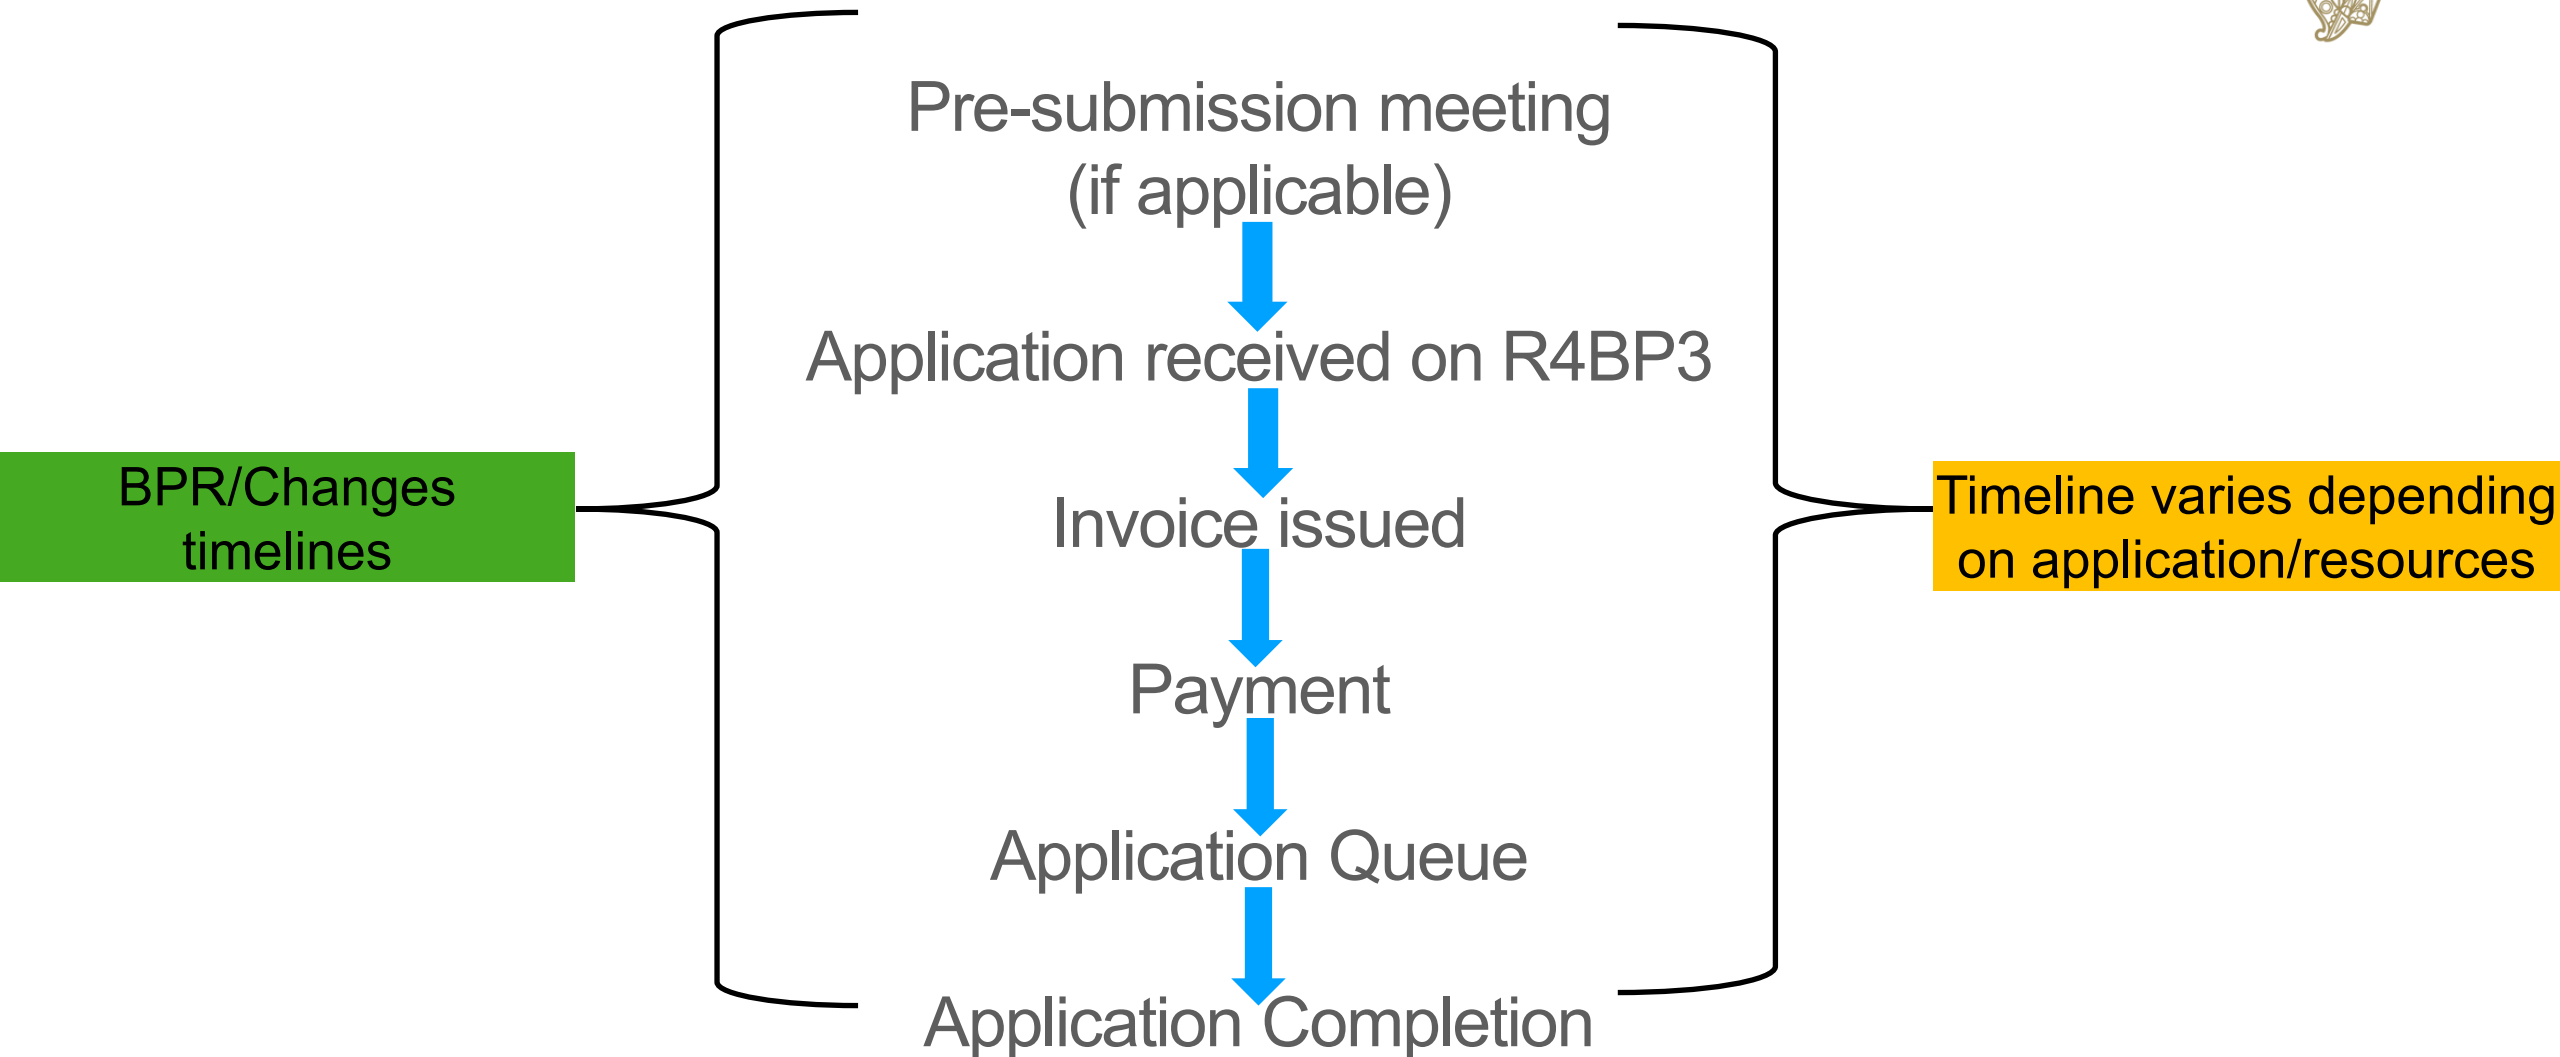 Pre-submission meeting
(if applicable)
Application received on R4BP3
Invoice issued
Payment
Application Queue
Application Completion
BPR/Changes
timelines
Timeline varies depending
on application/resources